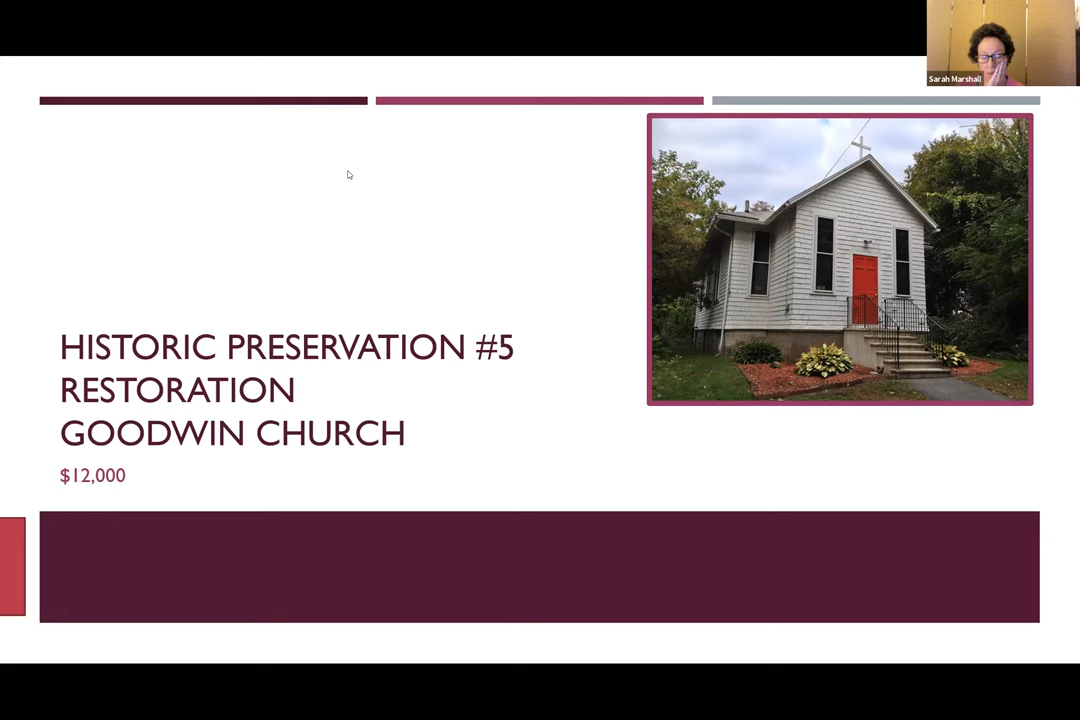 Sarah Marshall
HISTORIC PRESERVATION #5
RESTORATION
GOODWIN CHURCH
$12,000